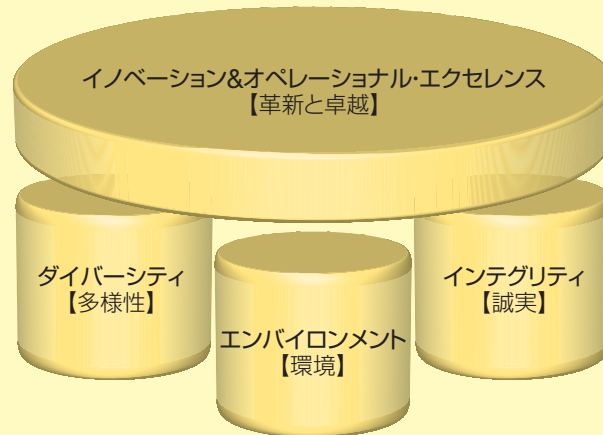 イノベーション&オペレーショナル・エクセレンス
【革新と卓越】
ダイバーシティ
【多様性】
エンバイロンメント
【環境】
インテグリティ
【誠実】